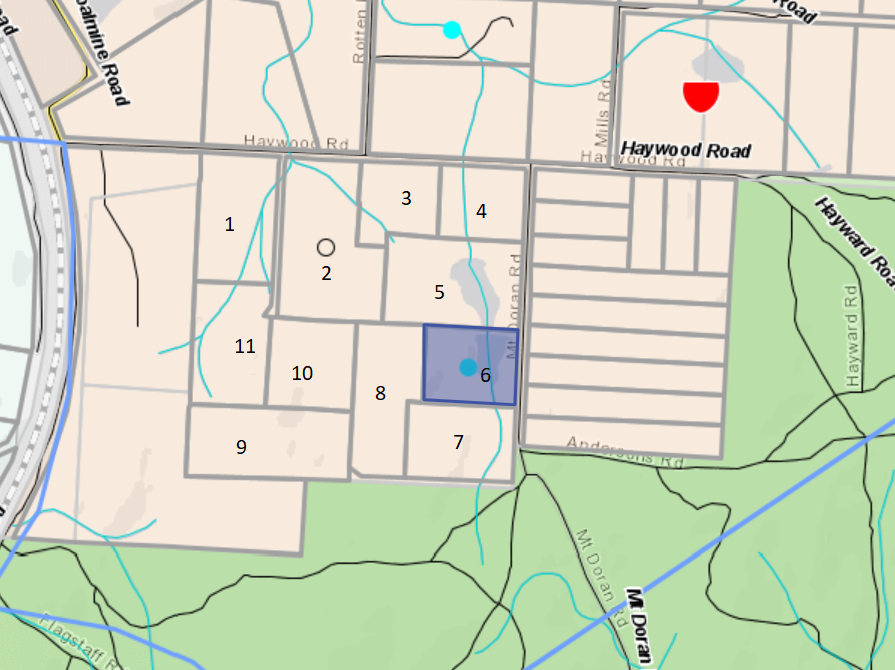 Road
Rotten
oalmine Road
oad
Mills Rd
Haywood Rd
Haywood Road
Haywood Rd
1
2
3
4
5
6
7
8
9
10
11
Mt Doran Rd
Hayward Road
Hayward Rd
Andersons Rd
Mt Doran Rd
Mt Doran
Flagstaff Rd